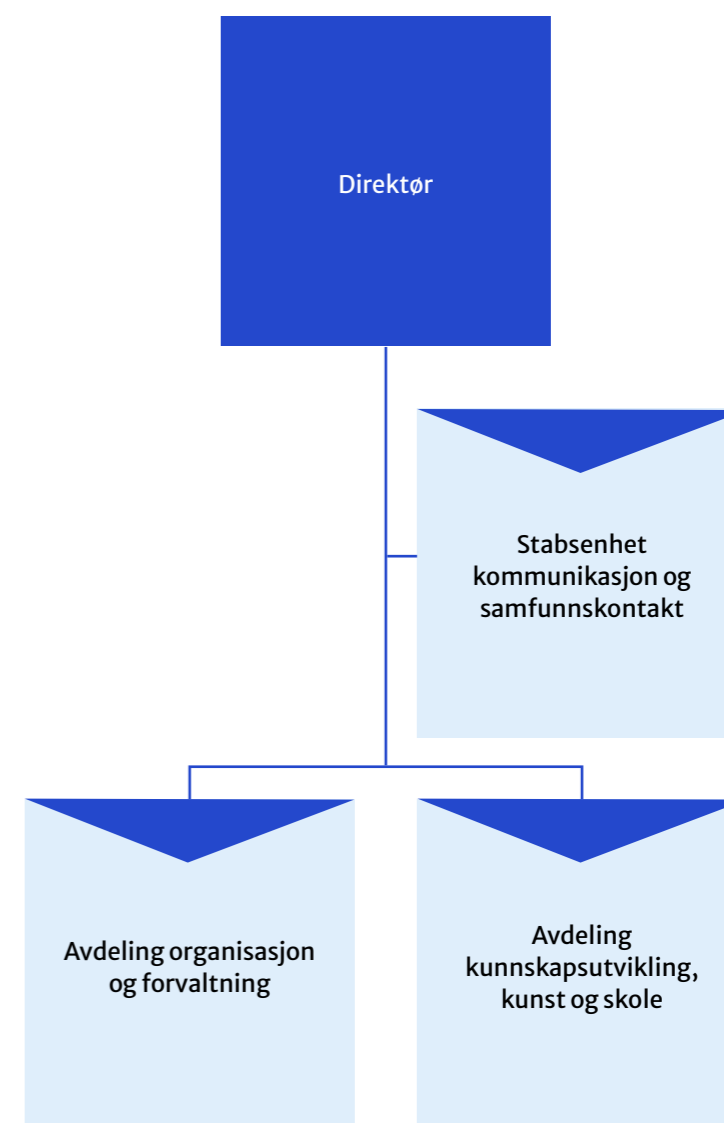 Direktør
Stabsenhet
kommunikasjon og
samfunnskontakt
Avdeling organisasjon
og forvaltning
Avdeling
kunnskapsutvikling,
kunst og skole